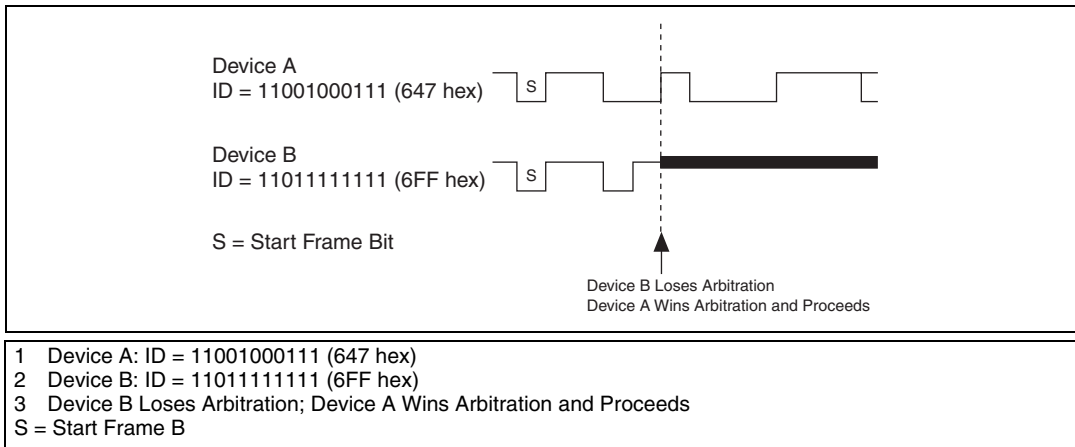 Device A
ID = 11001000111 (647 hex)
S
Device B
ID = 11011111111 (6FF hex)
S
S = Start Frame Bit
Device B Loses Arbitration
Device A Wins Arbitration and Proceeds
1 Device A: ID = 11001000111 (647 hex)
2 Device B: ID = 11011111111 (6FF hex)
3 Device B Loses Arbitration; Device A Wins Arbitration and Proceeds
S = Start Frame B